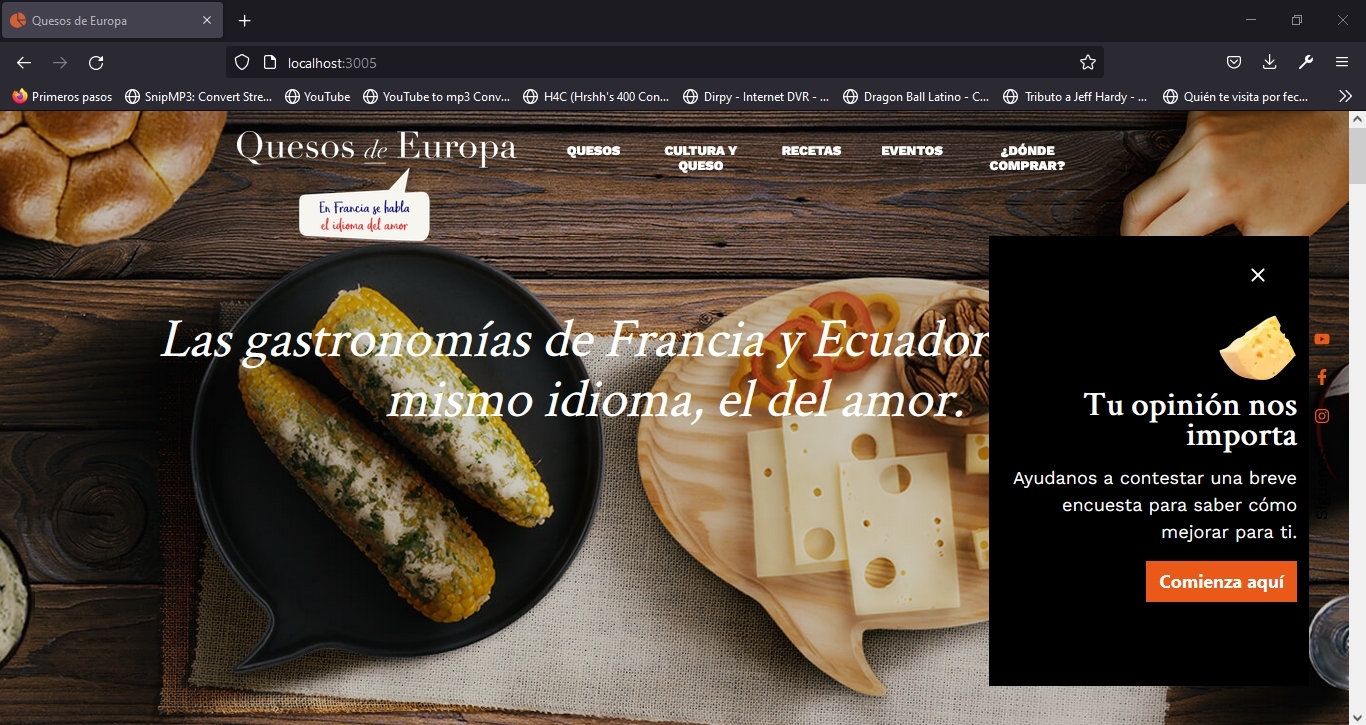 Quesos de Europa
localhost:3005
Primeros pasos
SnipMP3: Convert Stre...
YouTube
YouTube to mp3 Conv...
H4C (Hrshh's 400 Con...
Dirpy - Internet DVR - ...
Dragon Ball Latino - C...
Tributo a Jeff Hardy - ...
Quién te visita por fec...
Quesos de Europa
En Francia se habla
el idioma del amor
QUESOS
CULTURA Y
QUESO
RECETAS
EVENTOS
¿DÓNDE
COMPRAR?
Las gastronomías de Francia y Ecuador
mismo idioma, el del amor.
Tu opinión nos
importa
Ayudanos a contestar una breve
encuesta para saber cómo
mejorar para ti.
Comienza aquí